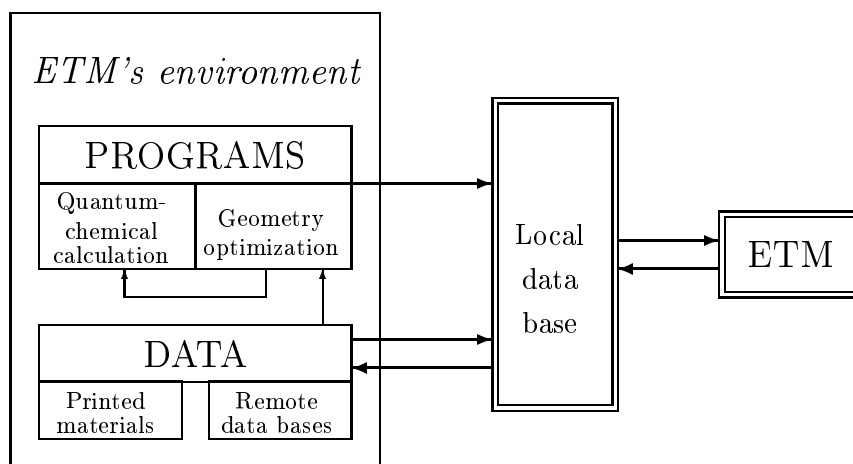 ETM's environment
PROGRAMS
Quantum-
chemical
calculation
Geometry
optimization
DATA
Printed
materials
Remote
data bases
Local
data
base
ETM